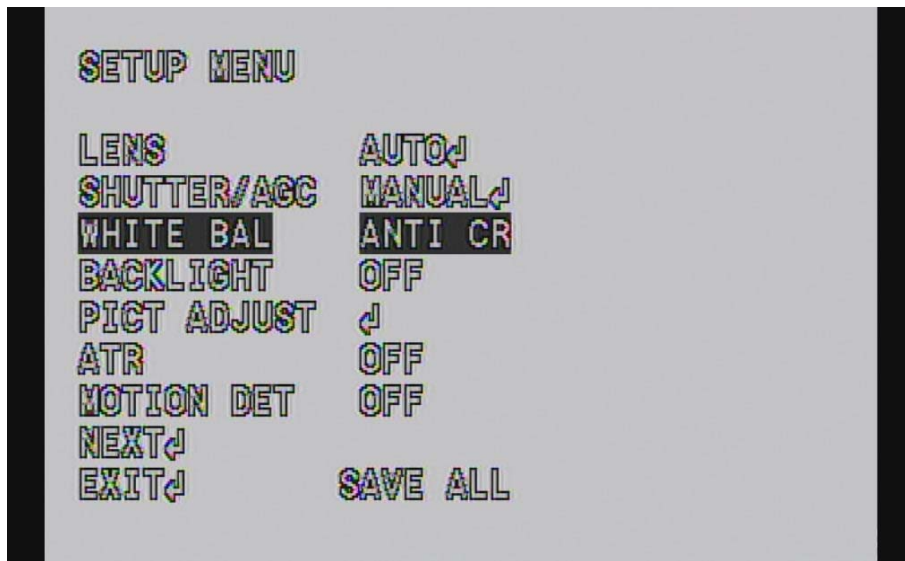 SETUP MENU
LENS AUTO↲
SHUTTER/AGC MANUAL↲
WHITE BAL ANTI CR
BACKLIGHT OFF
PICT ADJUST ↲
ATR OFF
MOTION DET OFF
NEXT↲
EXIT↲ SAVE ALL